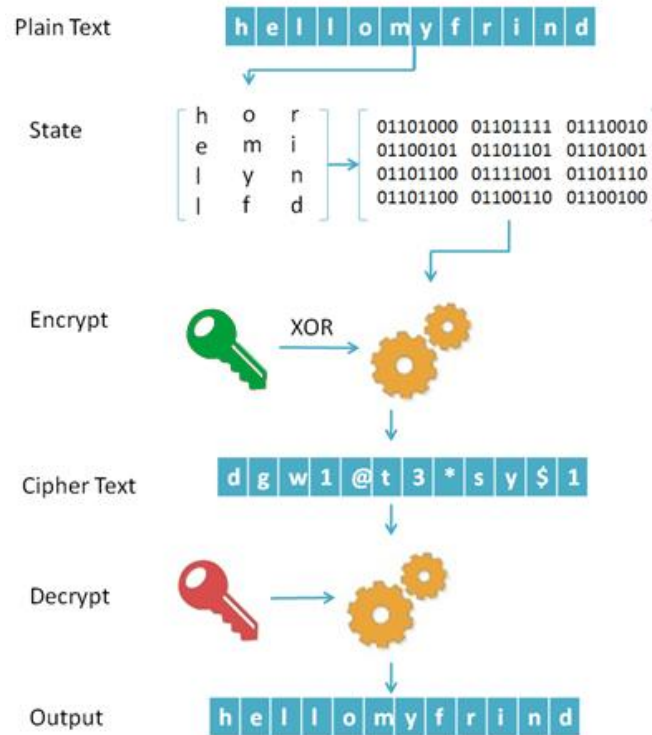 Plain Text
h e l l o m y f r i n d
State
h o r
e m i
l y n
l f d
01101000 01101111 01110010
01100101 01101101 01101001
01101100 01111001 01101110
01101100 01100110 01100100
Encrypt
XOR
Cipher Text
d g w 1 @ t 3 * s y $ 1
Decrypt
Output
h e l l o m y f r i n d